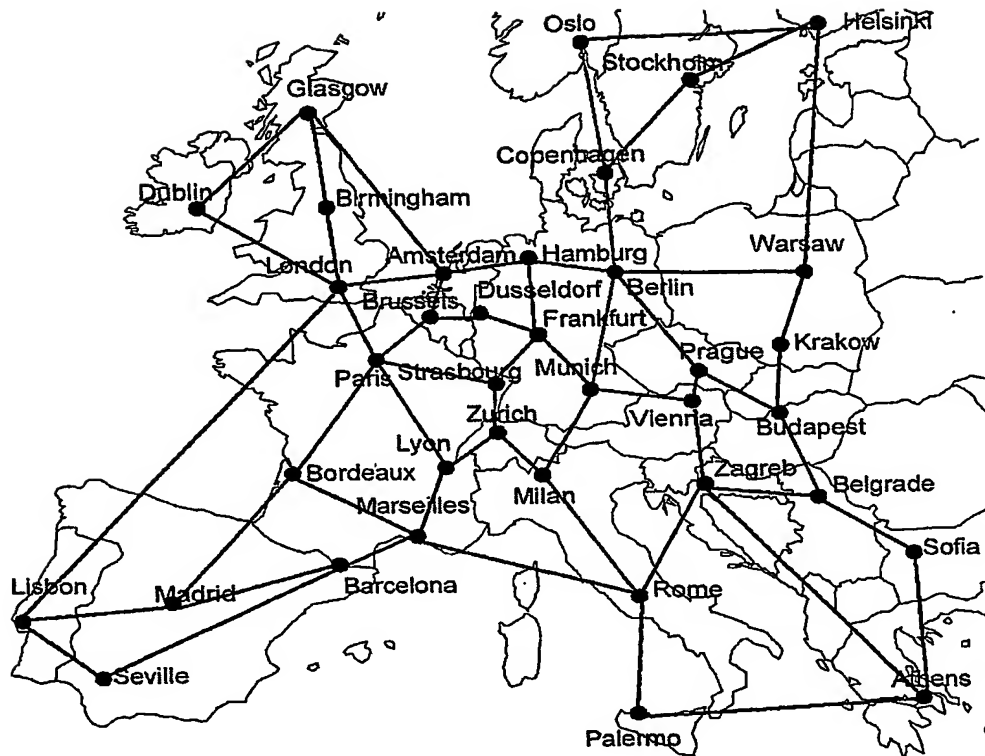 Oslo
Helsinki
Stockholm
Glasgow
Copenhagen
Dublin
Birmingham
Warsaw
Amsterdam
Hamburg
London
Berlin
Brussels
Dusseldorf
Frankfurt
Krakow
Prague
Paris
Strasbourg
Munich
Vienna
Budapest
Zurich
Lyon
Bordeaux
Milan
Zagreb
Belgrade
Marseilles
Sofia
Lisbon
Madrid
Barcelona
Rome
Seville
Athens
Palermo